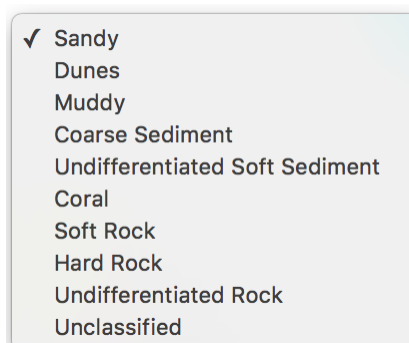 ✓ Sandy
Dunes
Muddy
Coarse Sediment
Undifferentiated Soft Sediment
Coral
Soft Rock
Hard Rock
Undifferentiated Rock
Unclassified